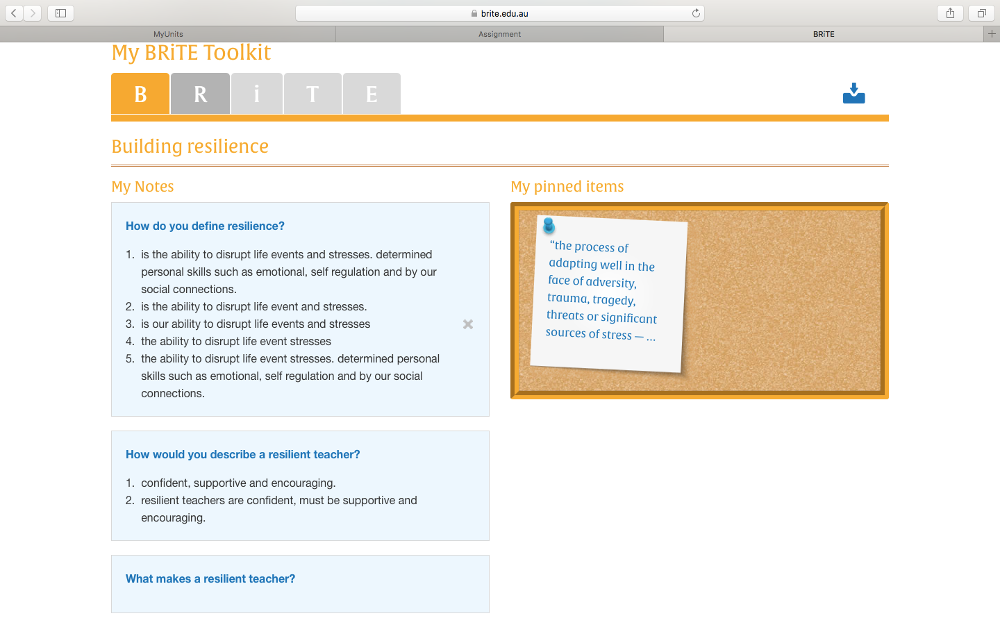 brite.edu.au
MyUnits
Assignment
BRiTE
My BRiTE Toolkit
B
R
i
T
E
Building resilience
My Notes
How do you define resilience?
1. is the ability to disrupt life events and stresses. determined
personal skills such as emotional, self regulation and by our
social connections.
2. is the ability to disrupt life event and stresses.
3. is our ability to disrupt life events and stresses
4. the ability to disrupt life event stresses
5. the ability to disrupt life event stresses. determined personal
skills such as emotional, self regulation and by our social
connections.
How would you describe a resilient teacher?
1. confident, supportive and encouraging.
2. resilient teachers are confident, must be supportive and
encouraging.
What makes a resilient teacher?
My pinned items
“the process of
adapting well in the
face of adversity,
trauma, tragedy,
threats or significant
sources of stress — ...